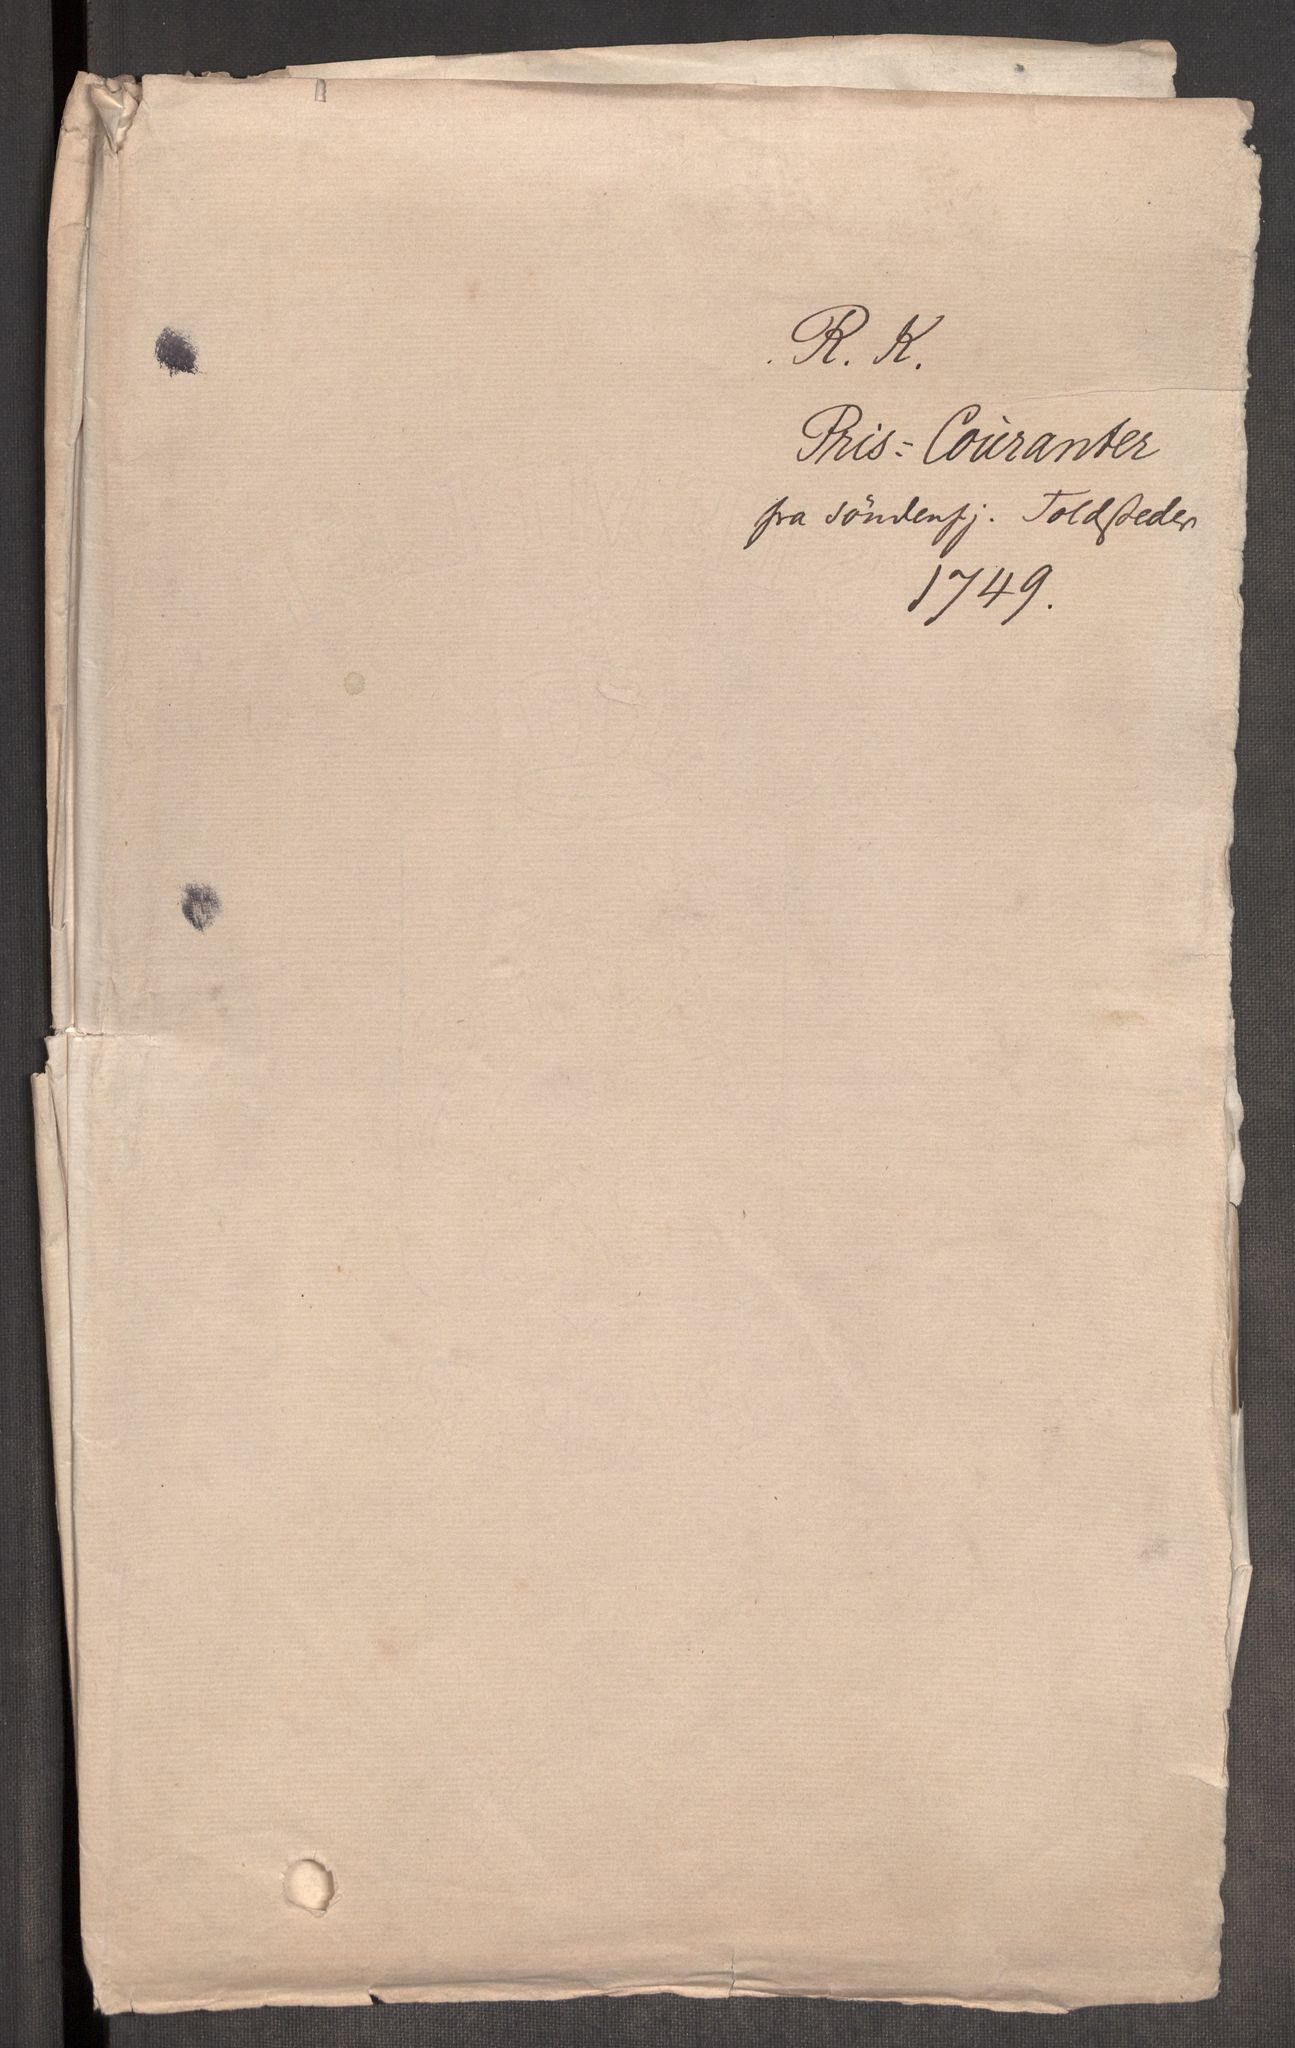 R. K.
Pris= Couranter
fra söndenfj. Toldsteder
1749.